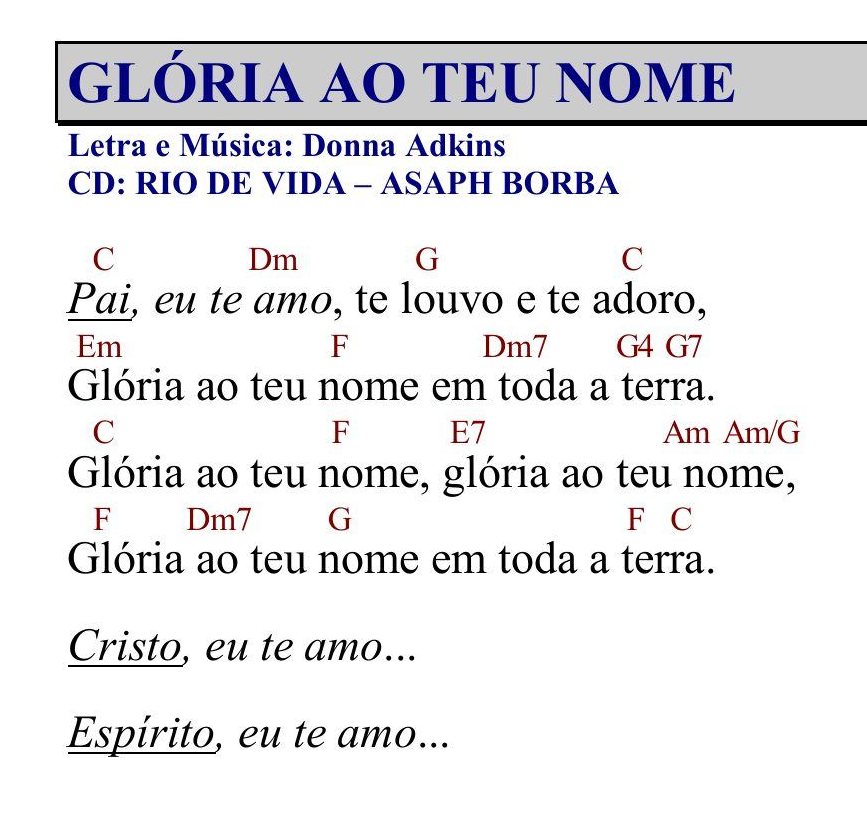 GLÓRIA AO TEU NOME
Letra e Música: Donna Adkins
CD: RIO DE VIDA – ASAPH BORBA
C Dm G C
Pai, eu te amo, te louvo e te adoro,
Em F Dm7 G4 G7
Glória ao teu nome em toda a terra.
C F E7 Am Am/G
Glória ao teu nome, glória ao teu nome,
F Dm7 G F C
Glória ao teu nome em toda a terra.
Cristo, eu te amo...
Espírito, eu te amo...